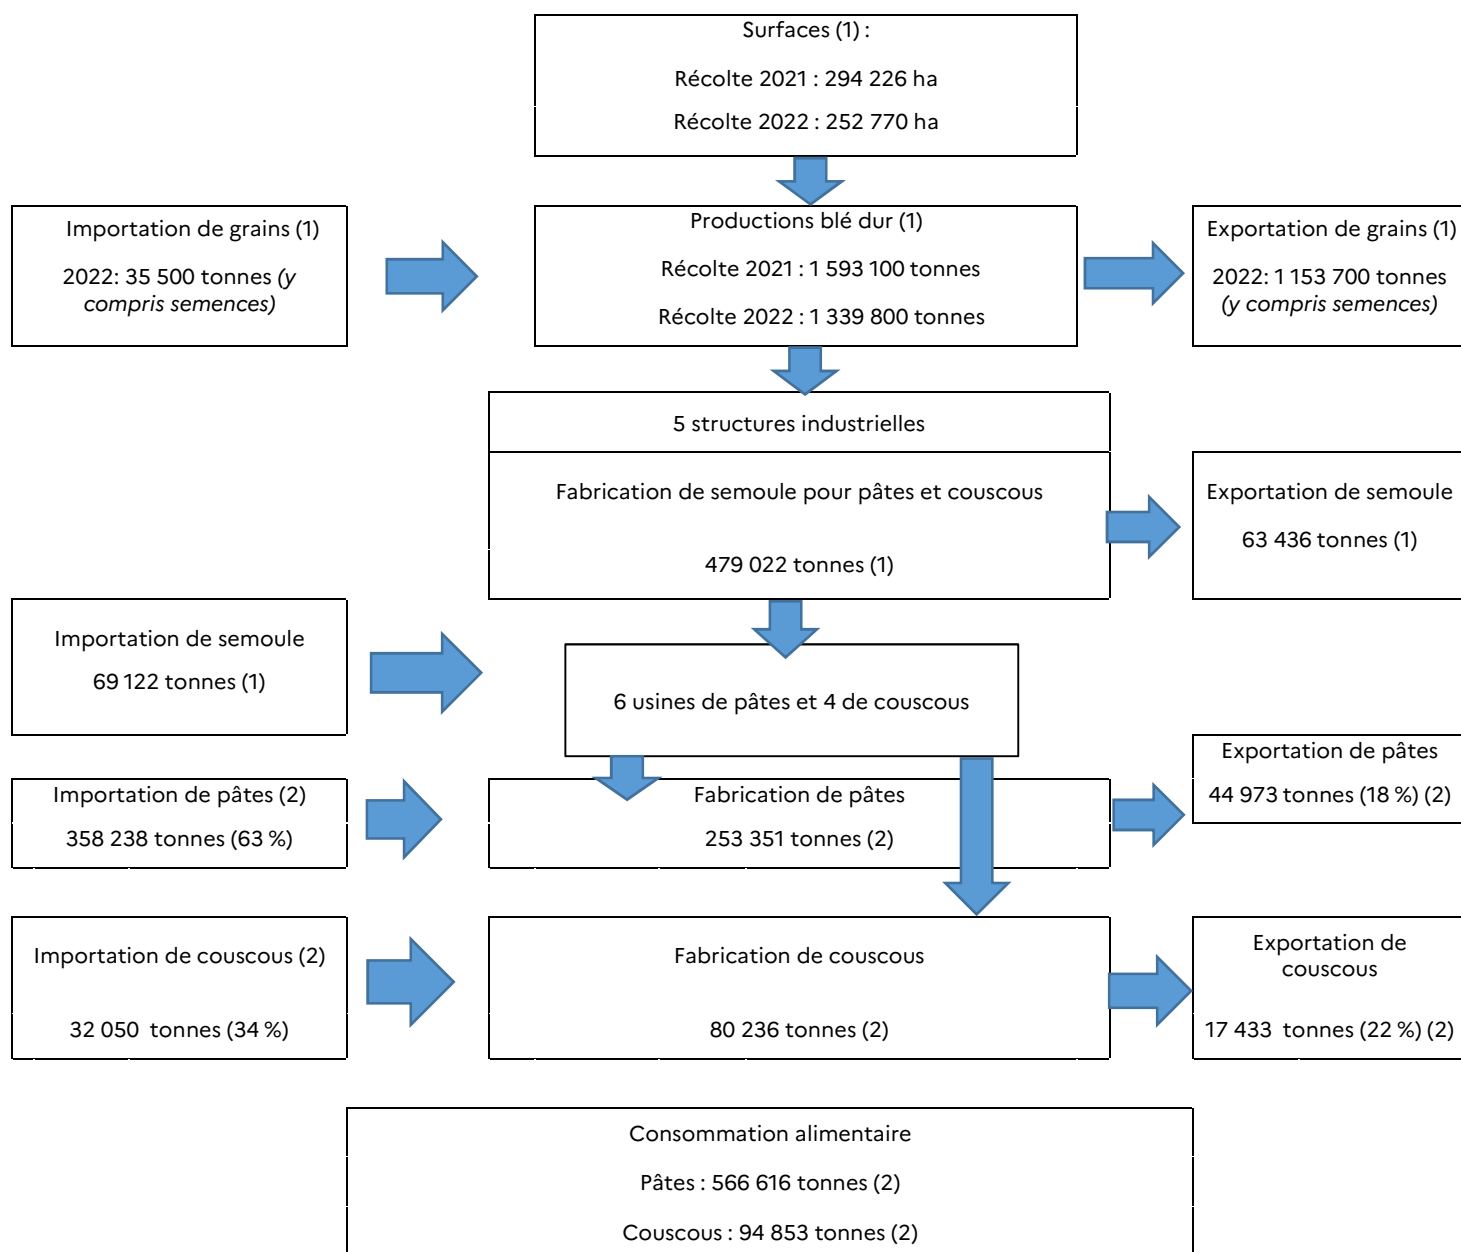 Surfaces (1) :
Récolte 2021 : 294 226 ha
Récolte 2022 : 252 770 ha
Importation de grains (1)
2022: 35 500 tonnes (y
compris semences)
Productions blé dur (1)
Récolte 2021 : 1 593 100 tonnes
Récolte 2022 : 1 339 800 tonnes
Exportation de grains (1)
2022: 1 153 700 tonnes
(y compris semences)
5 structures industrielles
Fabrication de semoule pour pâtes et couscous
479 022 tonnes (1)
Exportation de semoule
63 436 tonnes (1)
Importation de semoule
69 122 tonnes (1)
6 usines de pâtes et 4 de couscous
Importation de pâtes (2)
358 238 tonnes (63 %)
Fabrication de pâtes
253 351 tonnes (2)
Exportation de pâtes
44 973 tonnes (18 %) (2)
Importation de couscous (2)
32 050 tonnes (34 %)
Fabrication de couscous
80 236 tonnes (2)
Exportation de
couscous
17 433 tonnes (22 %) (2)
Consommation alimentaire
Pâtes : 566 616 tonnes (2)
Couscous : 94 853 tonnes (2)